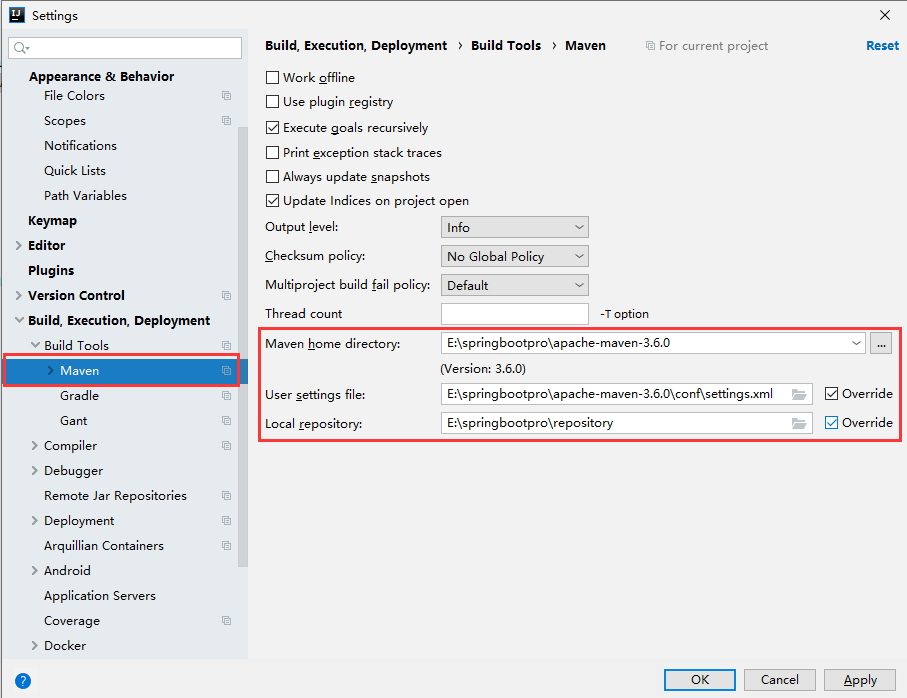 Settings
Appearance & Behavior
File Colors
Scopes
Notifications
Quick Lists
Path Variables
Keymap
Editor
Plugins
Version Control
Build, Execution, Deployment
Build Tools
Maven
Gradle
Gant
Compiler
Debugger
Remote Jar Repositories
Deployment
Arquillian Containers
Android
Application Servers
Coverage
Docker
Build, Execution, Deployment › Build Tools › Maven For current project Reset
Work offline
Use plugin registry
Execute goals recursively
Print exception stack traces
Always update snapshots
Update Indices on project open
Output level: Info
Checksum policy: No Global Policy
Multiproject build fail policy: Default
Thread count -T option
Maven home directory: E:\springbootpro\apache-maven-3.6.0 ...
(Version: 3.6.0)
User settings file: E:\springbootpro\apache-maven-3.6.0\conf\settings.xml Override
Local repository: E:\springbootpro\repository Override
? OK Cancel Apply